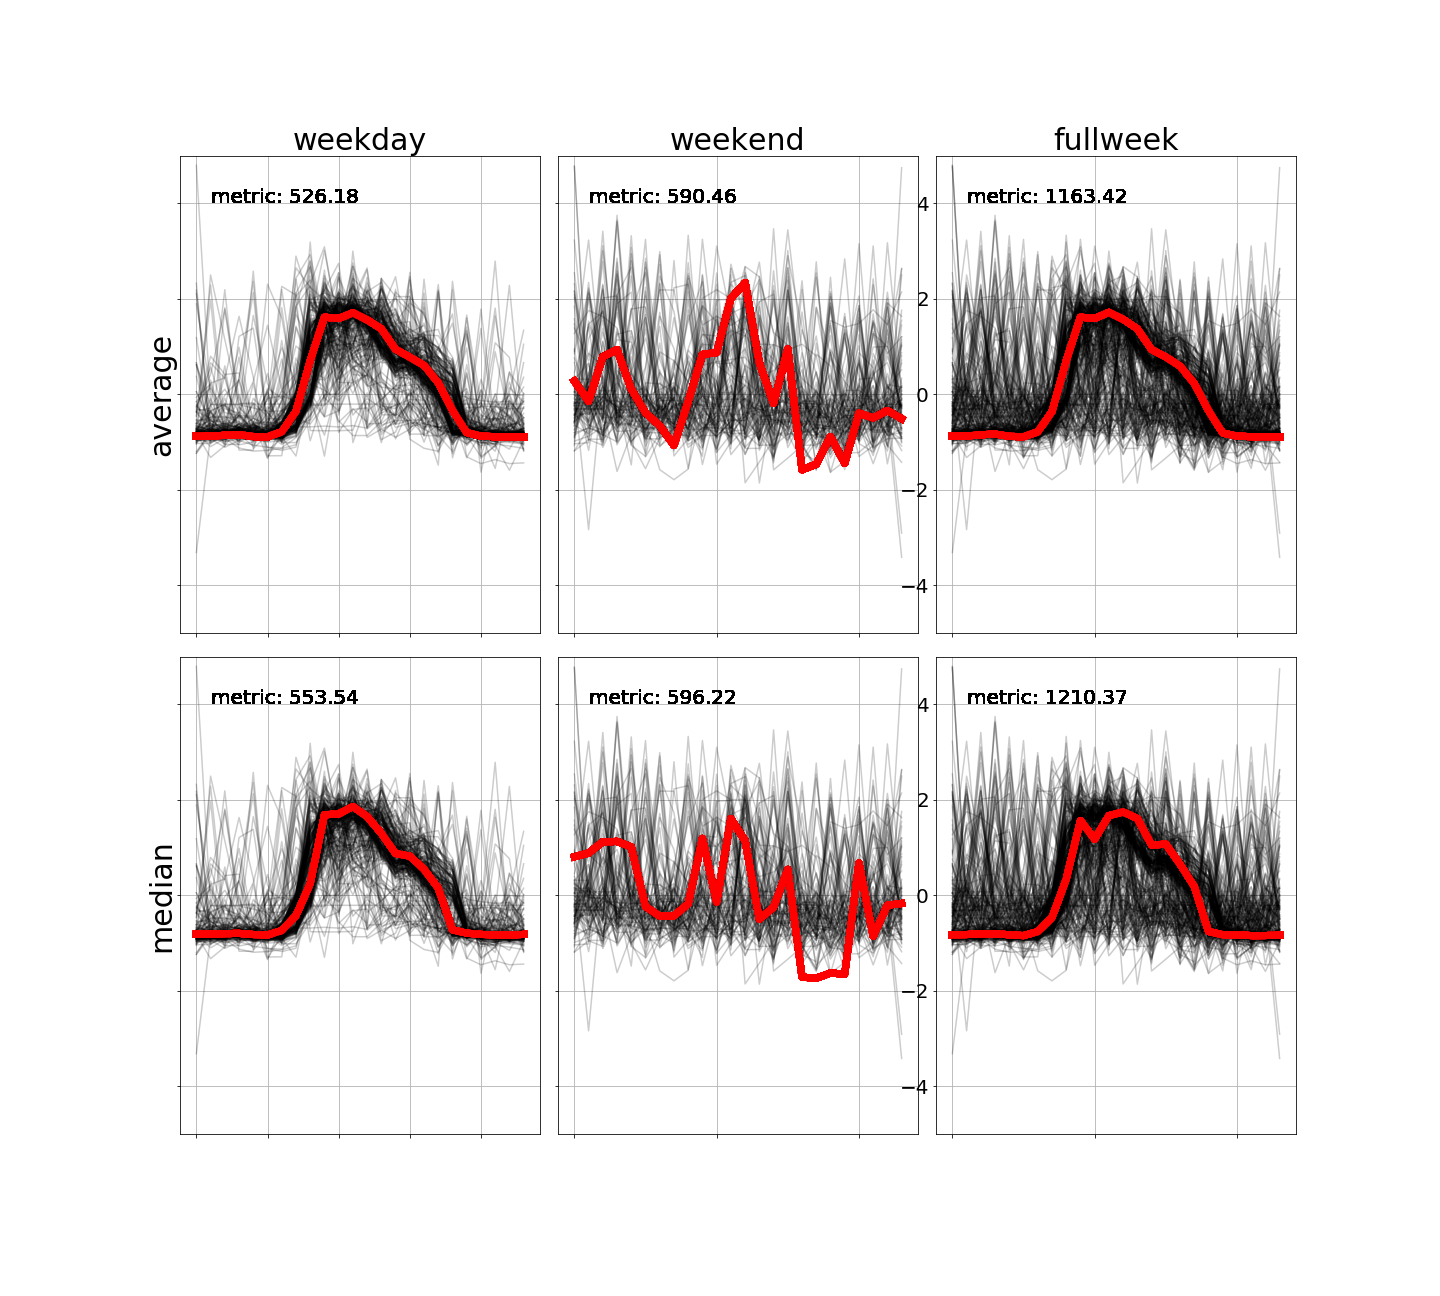 weekday
weekend
fullweek
average
metric: 526.18
metric: 590.46
metric: 1163.42
4
2
0
−2
−4
median
metric: 553.54
metric: 596.22
metric: 1210.37
4
2
0
−2
−4